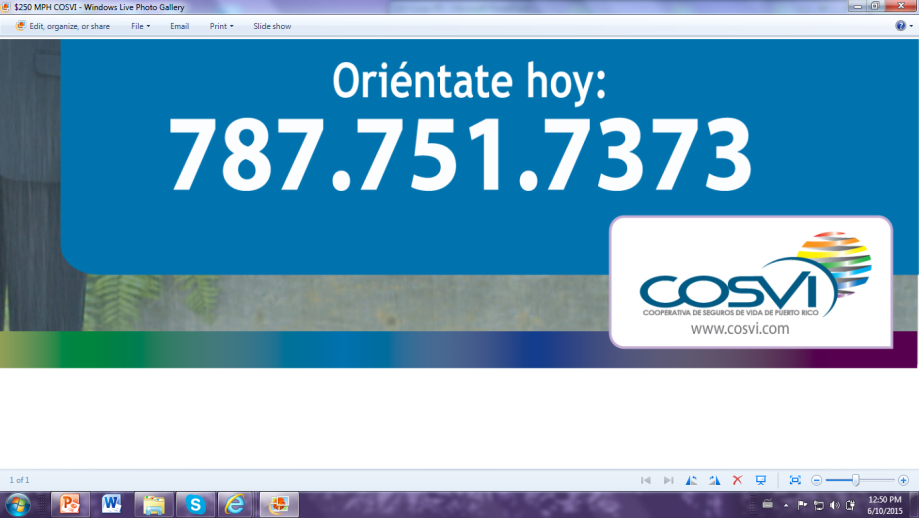 $250 MPH COSVI - Windows Live Photo Gallery
Edit, organize, or share File Email Print Slide show
Oriéntate hoy:
787.751.7373
COSVI
COOPERATIVA DE SEGUROS DE VIDA DE PUERTO RICO
www.cosvi.com
1 of 1
12:50 PM
6/10/2015